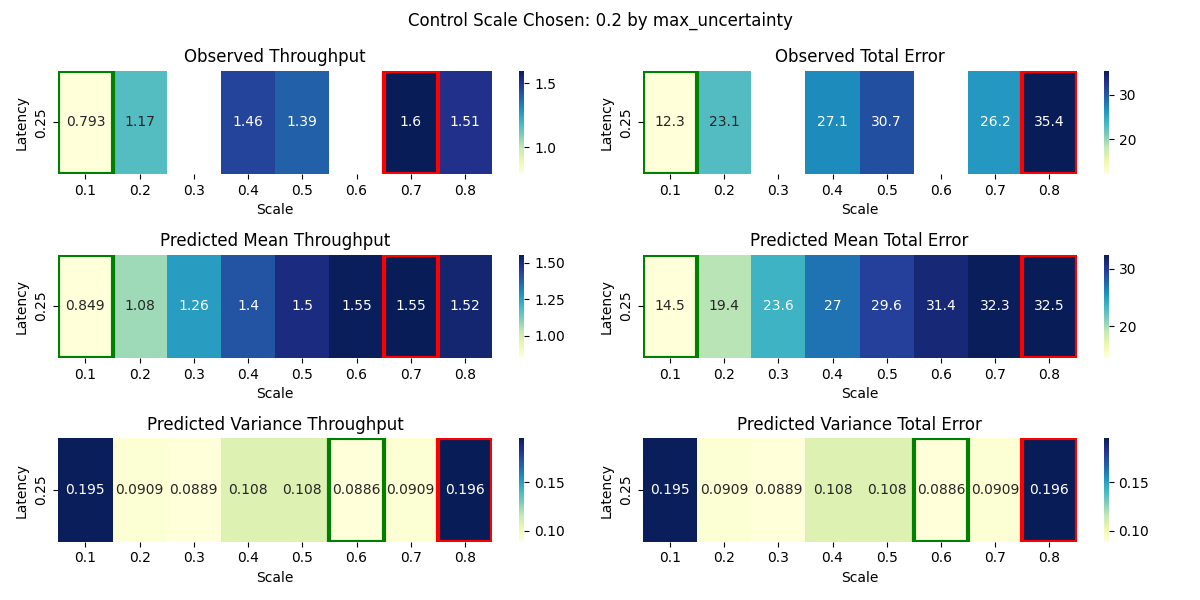 Control Scale Chosen: 0.2 by max_uncertainty
Observed Throughput
Latency
0.25
0.793 1.17 1.46 1.39 1.6 1.51
0.1 0.2 0.3 0.4 0.5 0.6 0.7 0.8
Scale
1.5
1.0
Observed Total Error
Latency
0.25
12.3 23.1 27.1 30.7 26.2 35.4
0.1 0.2 0.3 0.4 0.5 0.6 0.7 0.8
Scale
30
20
Predicted Mean Throughput
Latency
0.25
0.849 1.08 1.26 1.4 1.5 1.55 1.55 1.52
0.1 0.2 0.3 0.4 0.5 0.6 0.7 0.8
Scale
1.50
1.25
1.00
Predicted Mean Total Error
Latency
0.25
14.5 19.4 23.6 27 29.6 31.4 32.3 32.5
0.1 0.2 0.3 0.4 0.5 0.6 0.7 0.8
Scale
30
20
Predicted Variance Throughput
Latency
0.25
0.195 0.0909 0.0889 0.108 0.108 0.0886 0.0909 0.196
0.1 0.2 0.3 0.4 0.5 0.6 0.7 0.8
Scale
0.15
0.10
Predicted Variance Total Error
Latency
0.25
0.195 0.0909 0.0889 0.108 0.108 0.0886 0.0909 0.196
0.1 0.2 0.3 0.4 0.5 0.6 0.7 0.8
Scale
0.15
0.10